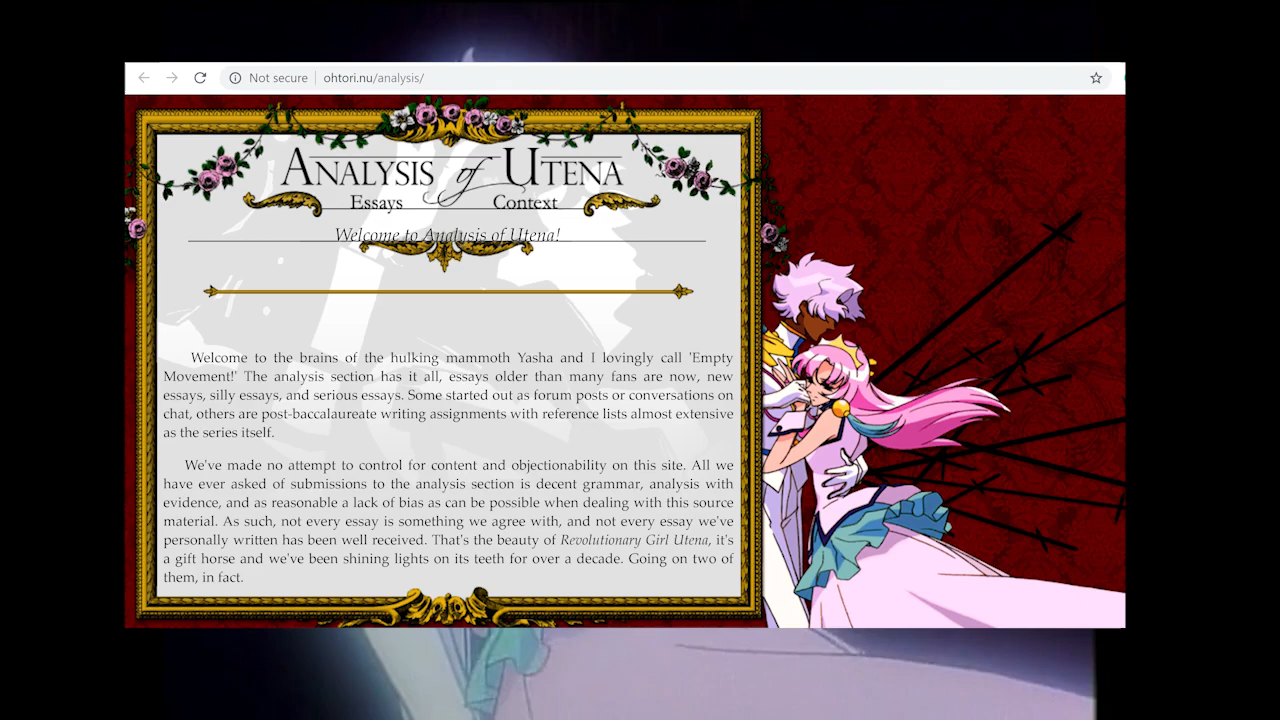 Not secure ohtori.nu/analysis/
Analysis of Utena
Essays Context
Welcome to Analysis of Utena!
Welcome to the brains of the hulking mammoth Yasha and I lovingly call 'Empty
Movement!' The analysis section has it all, essays older than many fans are now, new
essays, silly essays, and serious essays. Some started out as forum posts or conversations on
chat, others are post-baccalaureate writing assignments with reference lists almost extensive
as the series itself.
We've made no attempt to control for content and objectionability on this site. All we
have ever asked of submissions to the analysis section is decent grammar, analysis with
evidence, and as reasonable a lack of bias as can be possible when dealing with this source
material. As such, not every essay is something we agree with, and not every essay we've
personally written has been well received. That's the beauty of Revolutionary Girl Utena, it's
a gift horse and we've been shining lights on its teeth for over a decade. Going on two of
them, in fact.